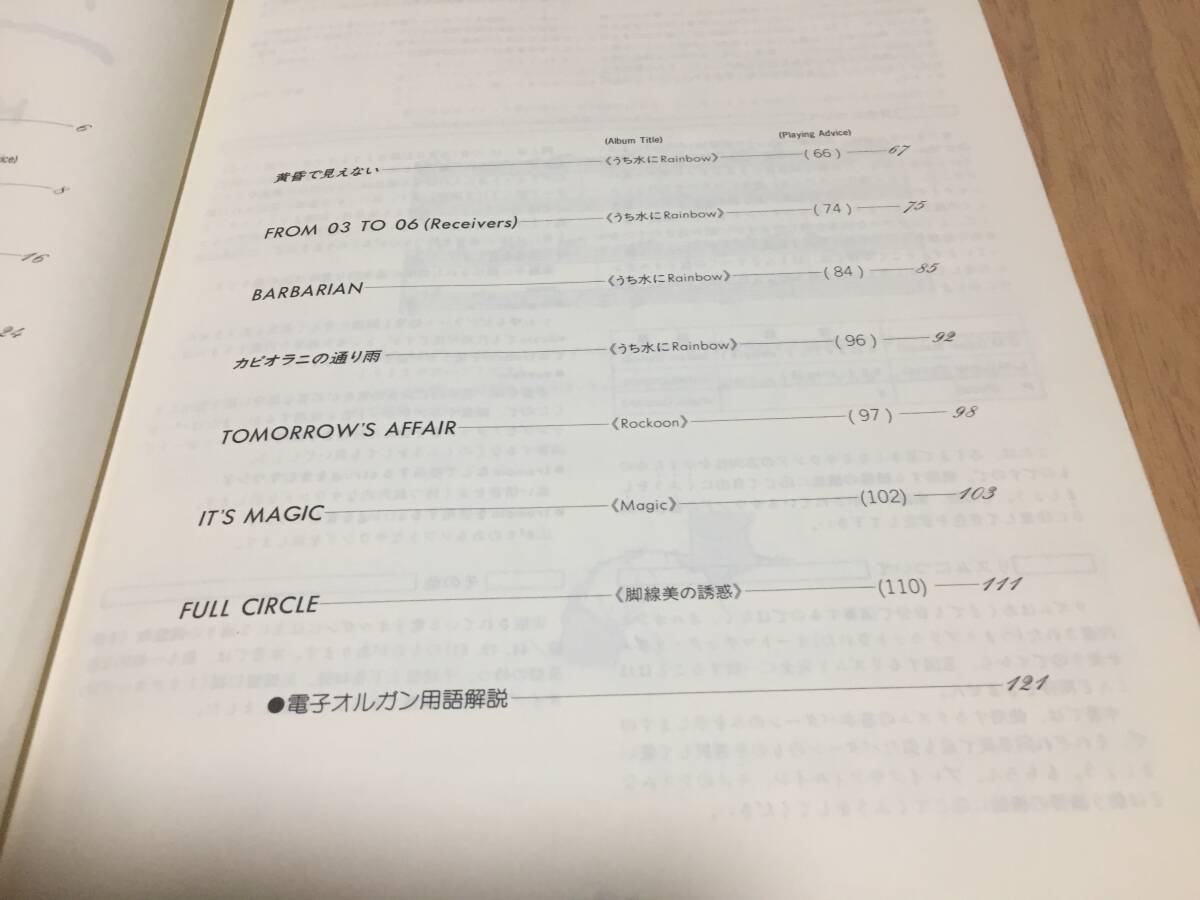 6
ice)
8
16
24
(Album Title) (Playing Advice)
黄昏で見えない 《うち水にRainbow》 (66) 67
FROM 03 TO 06 (Receivers) 《うち水にRainbow》 (74) 75
BARBARIAN 《うち水にRainbow》 (84) 85
カピオラニの通り雨 《うち水にRainbow》 (96) 92
TOMORROW'S AFFAIR 《Rockoon》 (97) 98
IT'S MAGIC 《Magic》 (102) 103
FULL CIRCLE 《脚線美の誘惑》 (110) 111
●電子オルガン用語解説 121